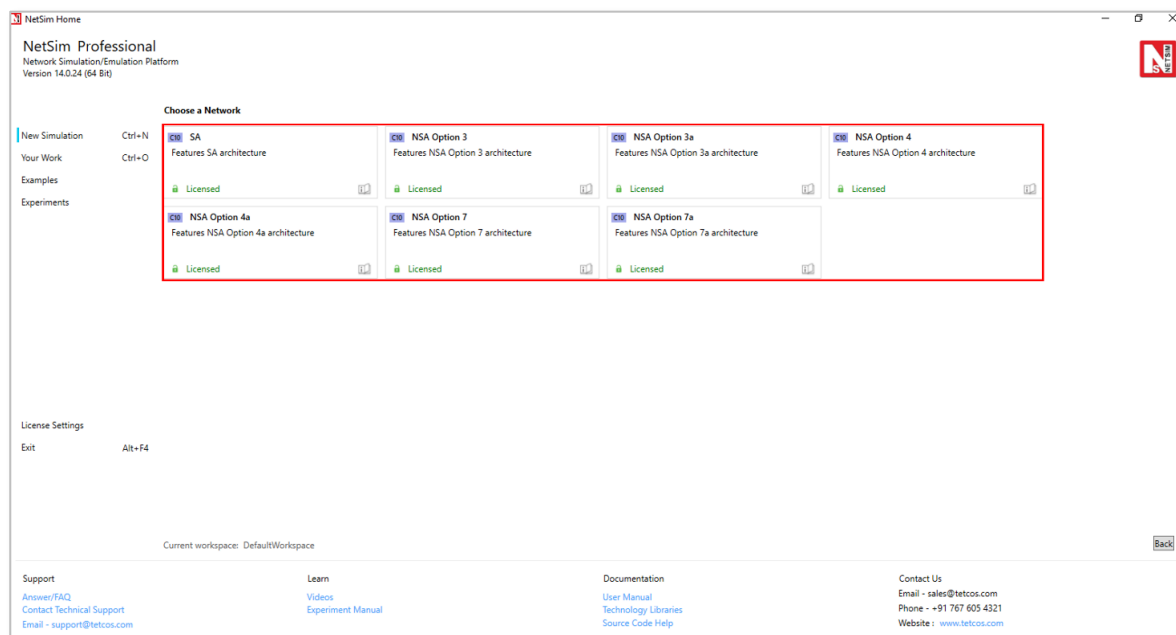 NetSim Home
NetSim Professional
Network Simulation/Emulation Platform
Version 14.0.24 (64 Bit)
NETSIM
Choose a Network
New Simulation Ctrl+N
Your Work Ctrl+O
Examples
Experiments
C10 SA
Features SA architecture
Licensed
C10 NSA Option 3
Features NSA Option 3 architecture
Licensed
C10 NSA Option 3a
Features NSA Option 3a architecture
Licensed
C10 NSA Option 4
Features NSA Option 4 architecture
Licensed
C10 NSA Option 4a
Features NSA Option 4a architecture
Licensed
C10 NSA Option 7
Features NSA Option 7 architecture
Licensed
C10 NSA Option 7a
Features NSA Option 7a architecture
Licensed
License Settings
Exit Alt+F4
Current workspace: DefaultWorkspace
Back
Support
Answer/FAQ
Contact Technical Support
Email - support@tetcos.com
Learn
Videos
Experiment Manual
Documentation
User Manual
Technology Libraries
Source Code Help
Contact Us
Email - sales@tetcos.com
Phone - +91 767 605 4321
Website : www.tetcos.com